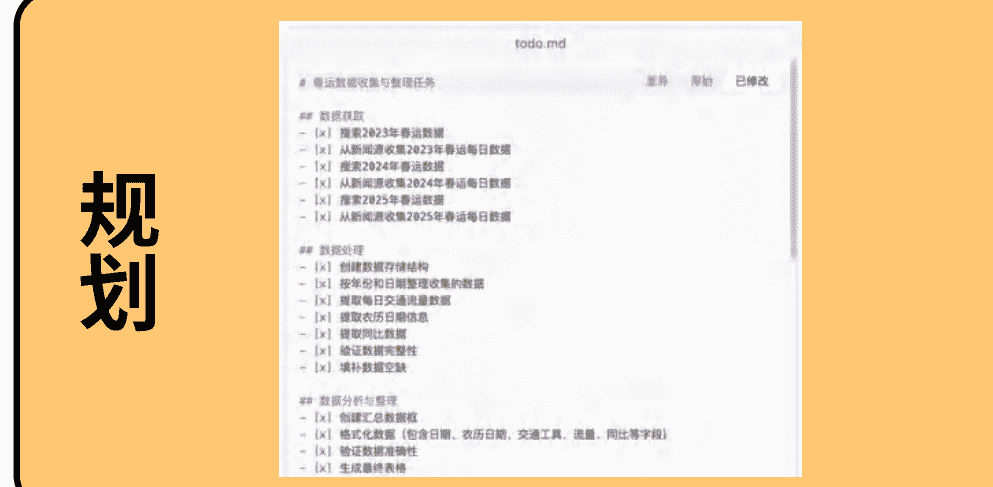 规划
todo.md
# 春运数据收集与整理任务
差异 原始 已修改
## 数据获取
- [x] 搜索2023年春运数据
- [x] 从新闻源收集2023年春运每日数据
- [x] 搜索2024年春运数据
- [x] 从新闻源收集2024年春运每日数据
- [x] 搜索2025年春运数据
- [x] 从新闻源收集2025年春运每日数据
## 数据处理
- [x] 创建数据存储结构
- [x] 按年份和日期整理收集的数据
- [x] 提取每日交通流量数据
- [x] 提取农历日期信息
- [x] 提取同比数据
- [x] 验证数据完整性
- [x] 填补数据空缺
## 数据分析与整理
- [x] 创建汇总数据框
- [x] 格式化数据（包含日期、农历日期、交通工具、流量、同比等字段）
- [x] 验证数据准确性
- [x] 生成最终表格